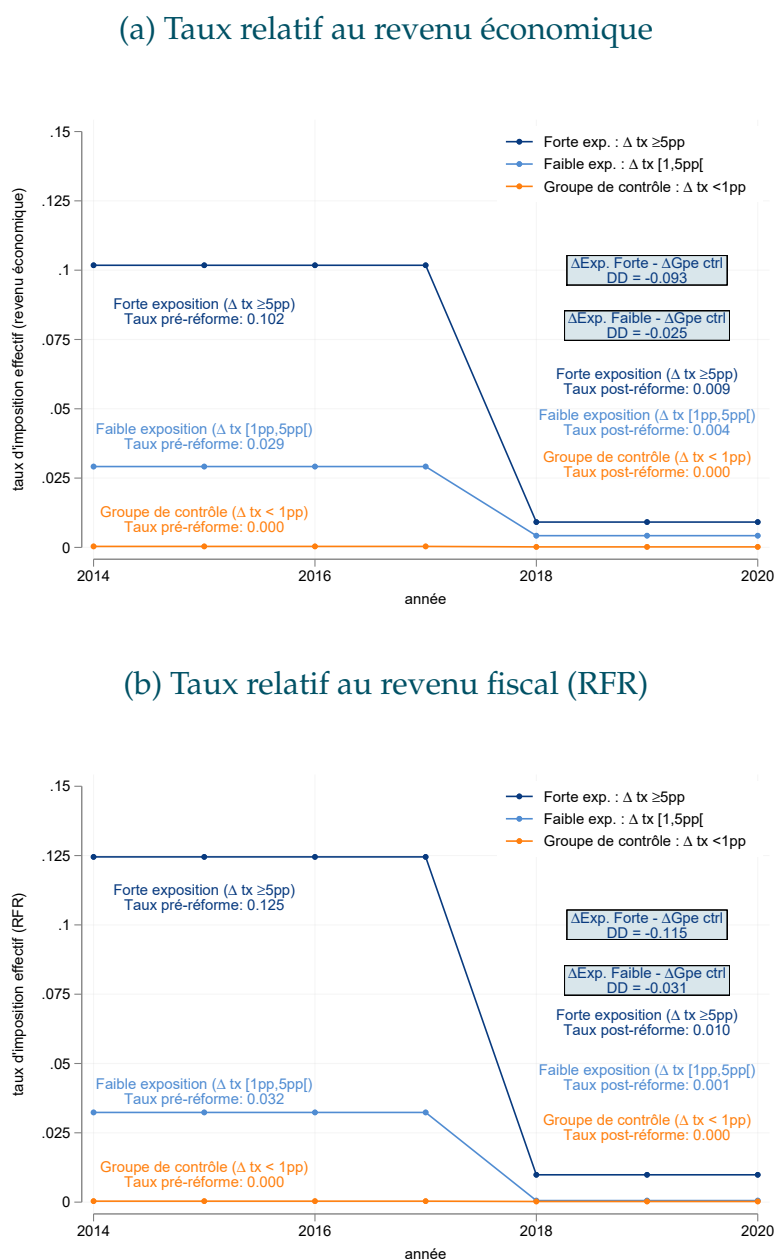 (a) Taux relatif au revenu économique
.15
.125
.1
.075
.05
.025
0
taux d'imposition effectif (revenu économique)
Forte exp. : Δ tx ≥5pp
Faible exp. : Δ tx [1,5pp[
Groupe de contrôle : Δ tx <1pp
ΔExp. Forte - ΔGpe ctrl
DD = -0.093
Forte exposition (Δ tx ≥5pp)
Taux pré-réforme: 0.102
ΔExp. Faible - ΔGpe ctrl
DD = -0.025
Forte exposition (Δ tx ≥5pp)
Taux post-réforme: 0.009
Faible exposition (Δ tx [1pp,5pp[)
Taux pré-réforme: 0.029
Faible exposition (Δ tx [1pp,5pp[)
Taux post-réforme: 0.004
Groupe de contrôle (Δ tx < 1pp)
Taux post-réforme: 0.000
Groupe de contrôle (Δ tx < 1pp)
Taux pré-réforme: 0.000
2014 2016 2018 2020
année
(b) Taux relatif au revenu fiscal (RFR)
.15
.125
.1
.075
.05
.025
0
taux d'imposition effectif (RFR)
Forte exp. : Δ tx ≥5pp
Faible exp. : Δ tx [1,5pp[
Groupe de contrôle : Δ tx <1pp
Forte exposition (Δ tx ≥5pp)
Taux pré-réforme: 0.125
ΔExp. Forte - ΔGpe ctrl
DD = -0.115
ΔExp. Faible - ΔGpe ctrl
DD = -0.031
Forte exposition (Δ tx ≥5pp)
Taux post-réforme: 0.010
Faible exposition (Δ tx [1pp,5pp[)
Taux pré-réforme: 0.032
Faible exposition (Δ tx [1pp,5pp[)
Taux post-réforme: 0.001
Groupe de contrôle (Δ tx < 1pp)
Taux post-réforme: 0.000
Groupe de contrôle (Δ tx < 1pp)
Taux pré-réforme: 0.000
2014 2016 2018 2020
année